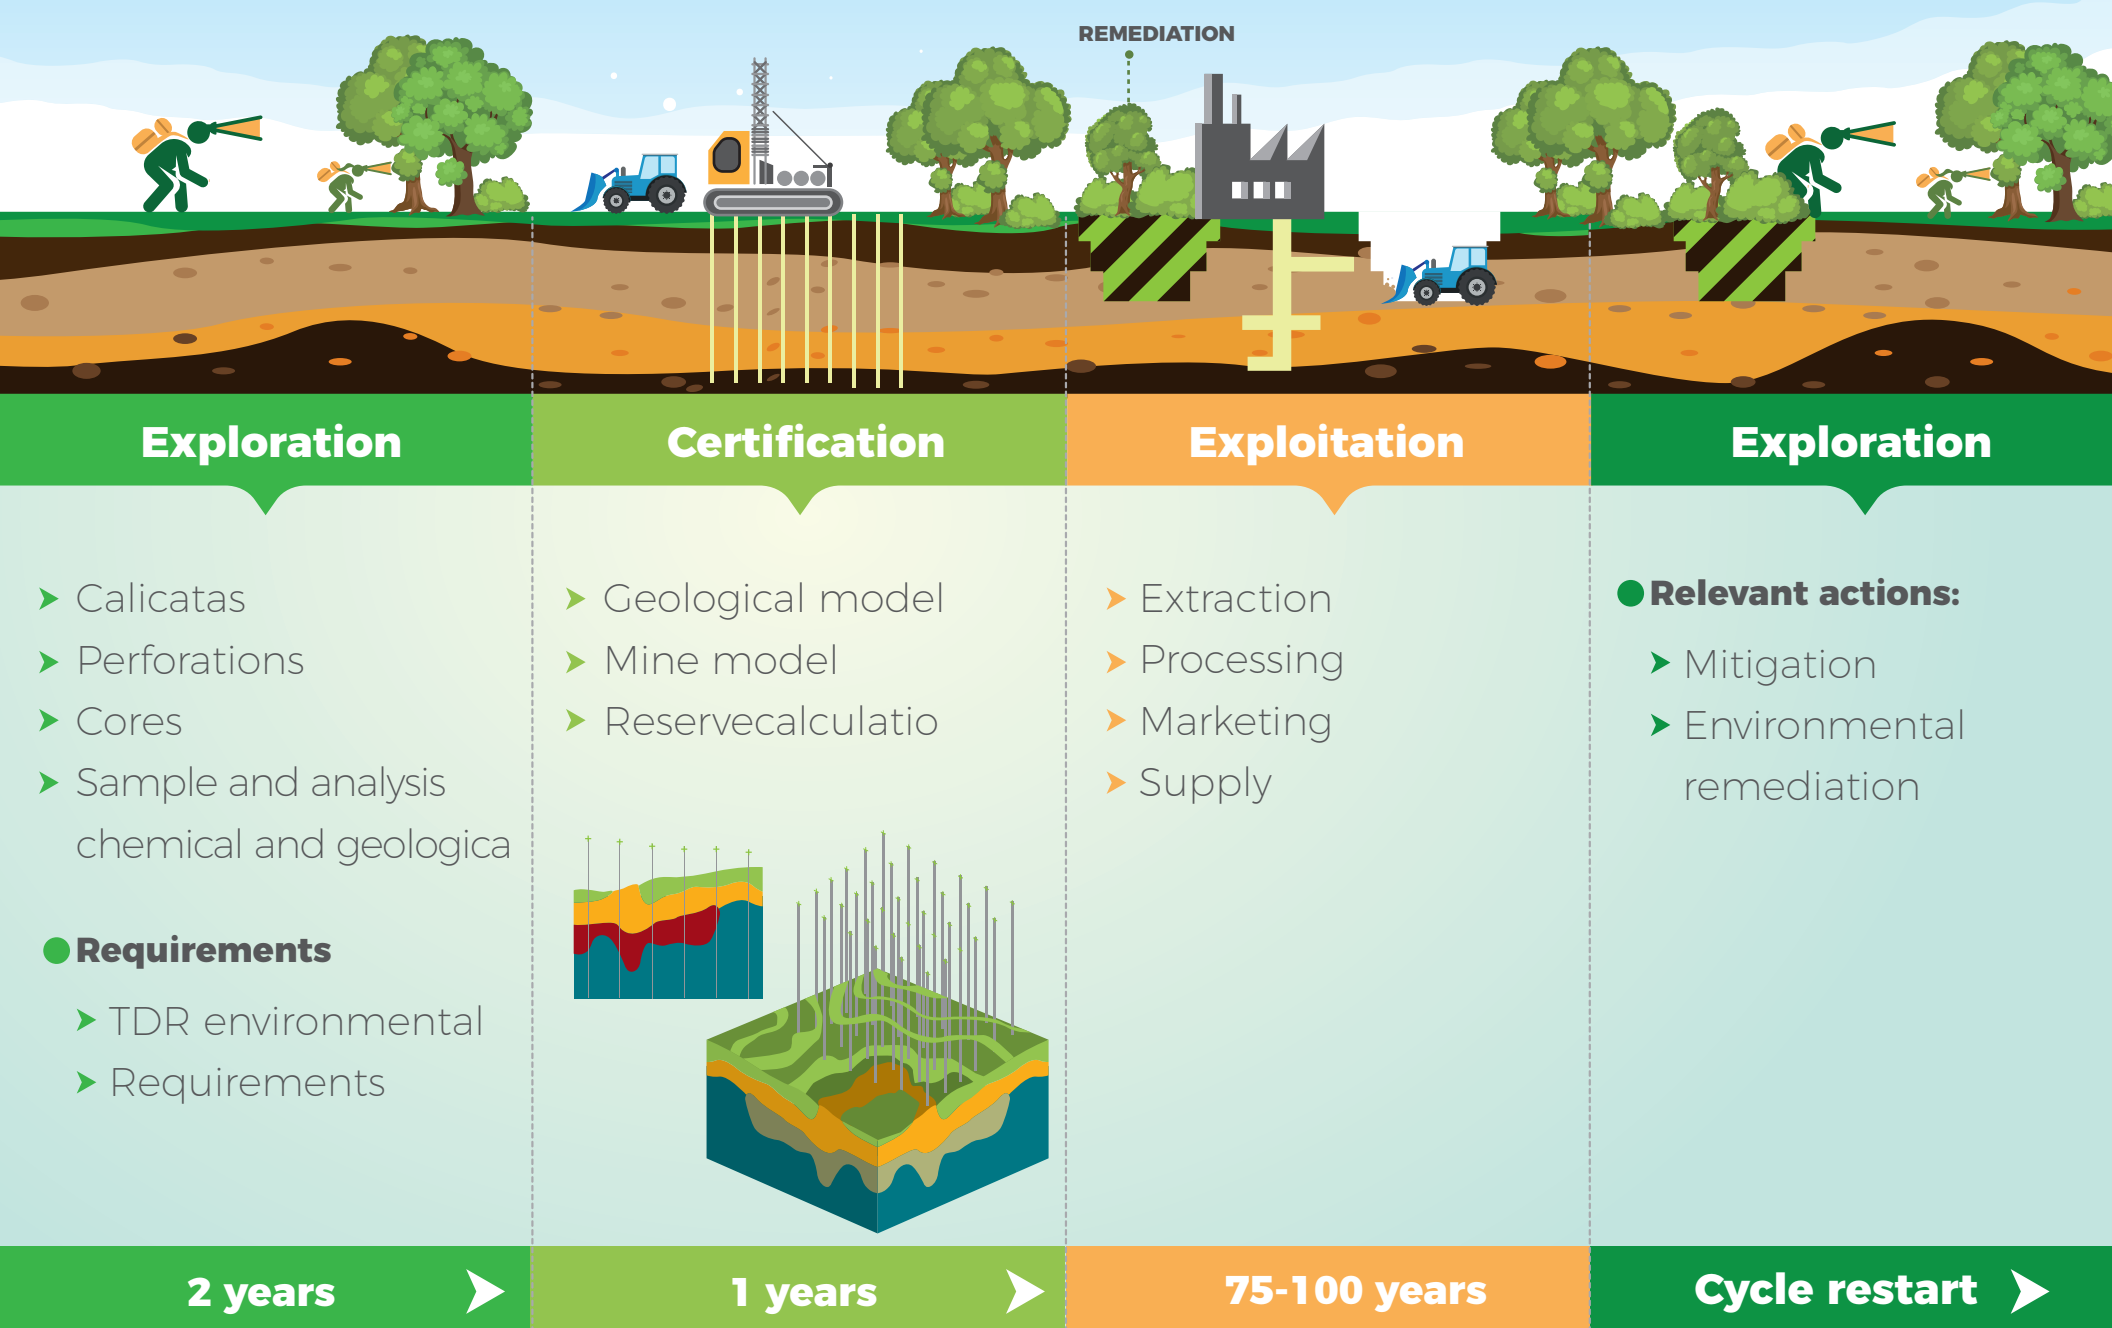 REMEDIATION
Exploration
Certification
Exploitation
Exploration
Calicatas
Perforations
Cores
Sample and analysis
chemical and geologica
Requirements
TDR environmental
Requirements
Geological model
Mine model
Reservecalculatio
Extraction
Processing
Marketing
Supply
Relevant actions:
Mitigation
Environmental
remediation
2 years
1 years
75-100 years
Cycle restart